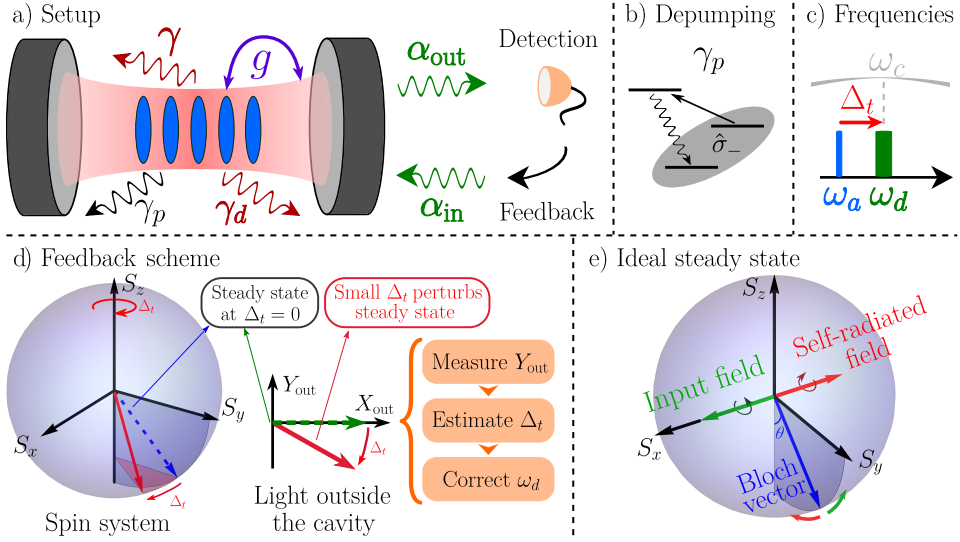 a) Setup
γ
g
α_out
Detection
γ_p
γ_d
α_in
Feedback
b) Depumping
γ_p
σ̂_−
c) Frequencies
ω_c
Δ_t
ω_a
ω_d
d) Feedback scheme
S_z
Δ_t
S_x
S_y
Δ_t
Spin system
Steady state
at Δ_t = 0
Small Δ_t perturbs
steady state
Y_out
X_out
Δ_t
Light outside
the cavity
Measure Y_out
Estimate Δ_t
Correct ω_d
e) Ideal steady state
S_z
Self-radiated
field
Input field
S_x
θ
S_y
Bloch
vector